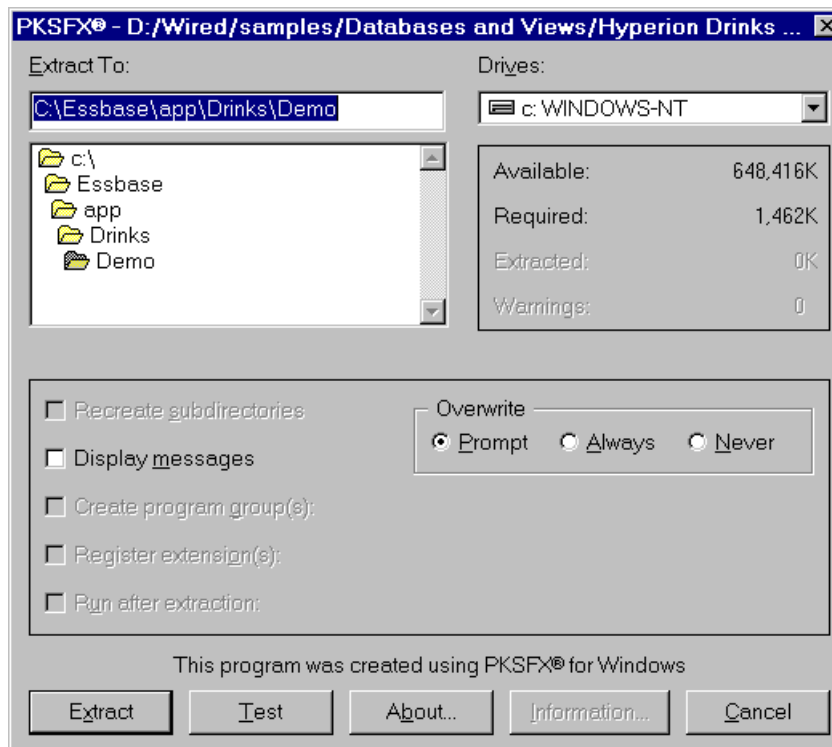 PKSFX® - D:/Wired/samples/Databases and Views/Hyperion Drinks ...
Extract To:
C:\Essbase\app\Drinks\Demo
c:\
Essbase
app
Drinks
Demo
Drives:
c: WINDOWS-NT
Available: 648,416K
Required: 1,462K
Extracted: 0K
Warnings: 0
Recreate subdirectories
Display messages
Create program group(s):
Register extension(s):
Run after extraction:
Overwrite
Prompt Always Never
This program was created using PKSFX® for Windows
Extract Test About... Information... Cancel